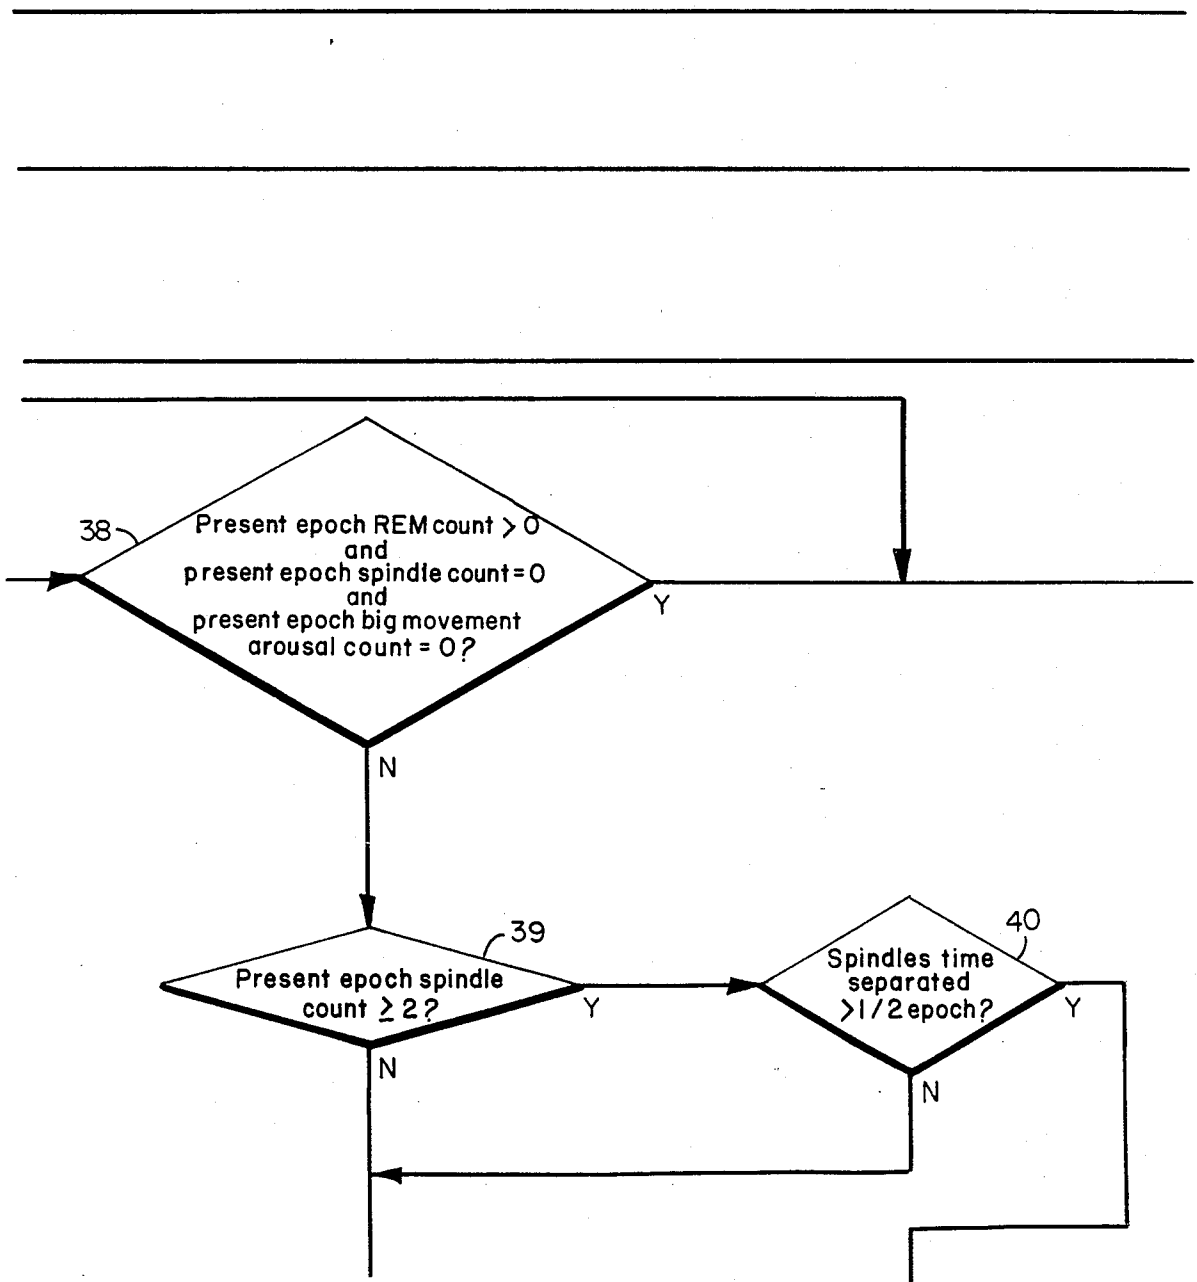 38
Present epoch REM count > 0
and
present epoch spindle count = 0
and
present epoch big movement
arousal count = 0?
Y
N
39
Present epoch spindle
count ≥ 2?
Y
N
40
Spindles time
separated
>1/2 epoch?
Y
N